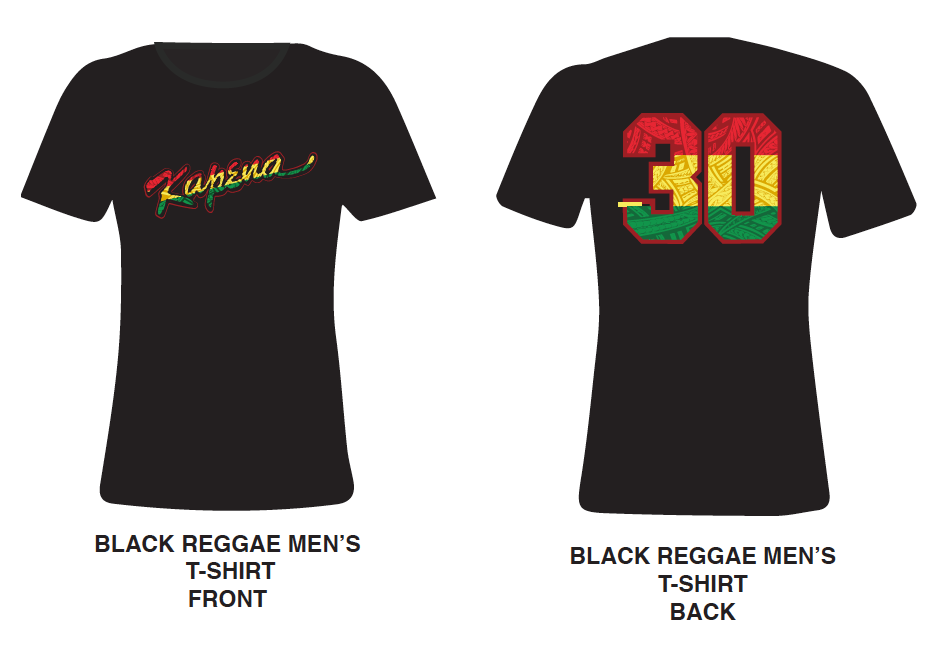 Kapena
30
BLACK REGGAE MEN’S
T-SHIRT
FRONT
BLACK REGGAE MEN’S
T-SHIRT
BACK